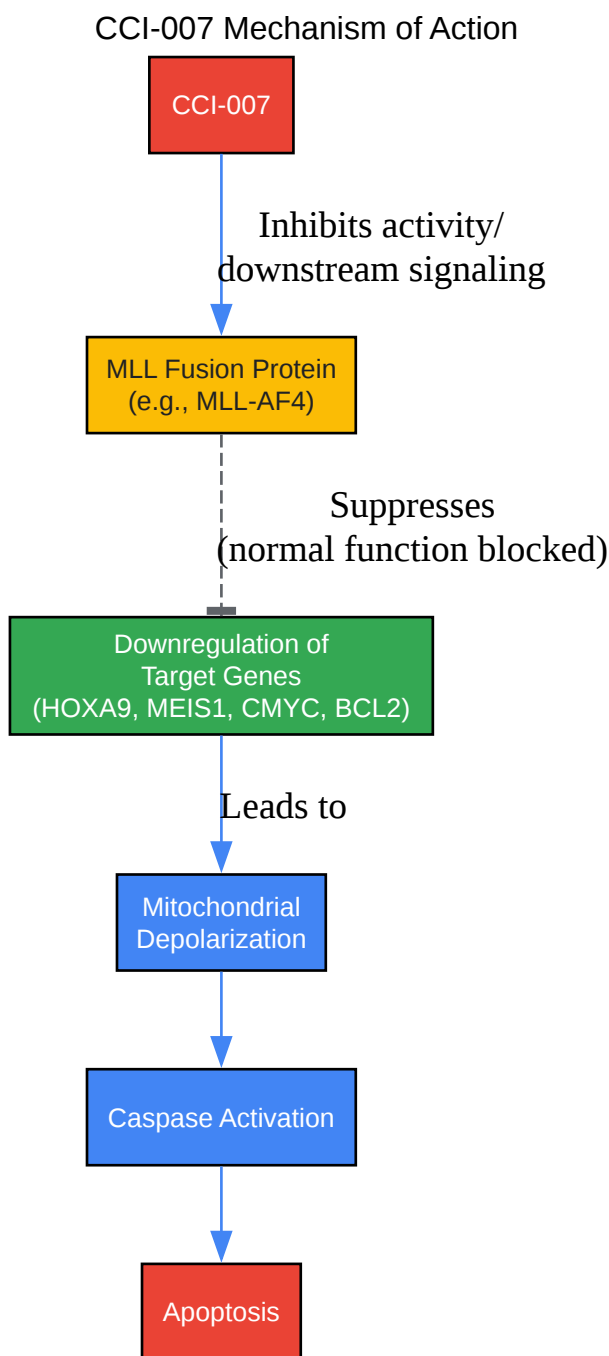 CCI-007 Mechanism of Action
CCI-007
Inhibits activity/
downstream signaling
MLL Fusion Protein
(e.g., MLL-AF4)
Suppresses
(normal function blocked)
Downregulation of
Target Genes
(HOXA9, MEIS1, CMYC, BCL2)
Leads to
Mitochondrial
Depolarization
Caspase Activation
Apoptosis